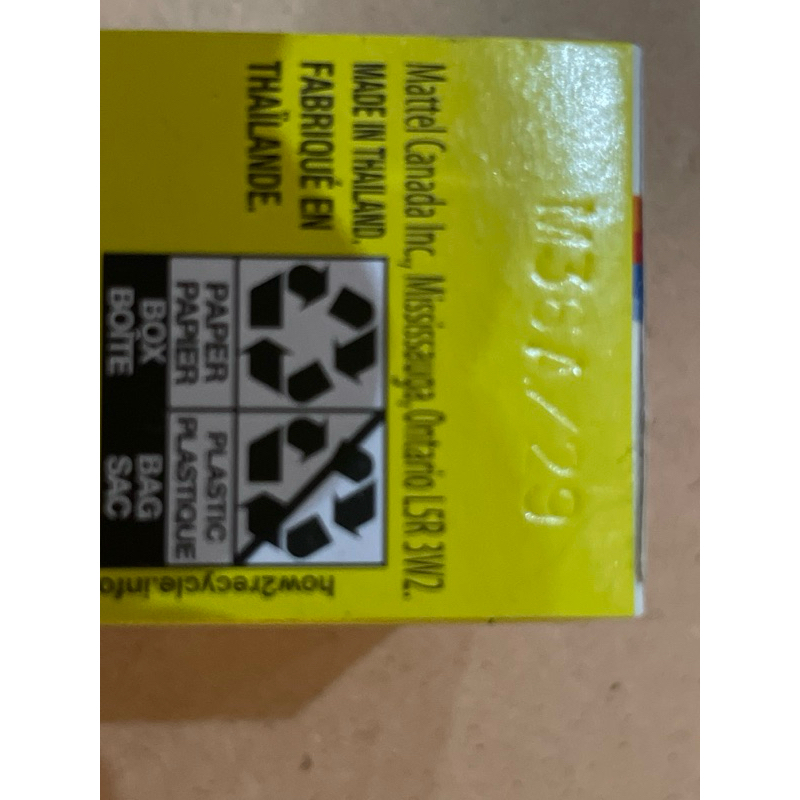 Mattel Canada Inc., Mississauga, Ontario L5R 3W2.
MADE IN THAILAND.
FABRIQUÉ EN
THAÏLANDE.
PAPER
PAPIER
BOX
BOÎTE
PLASTIC
PLASTIQUE
BAG
SAC
how2recycle.info